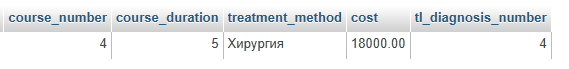 course_number course_duration treatment_method cost tl_diagnosis_number
4 5 Хирургия 18000.00 4